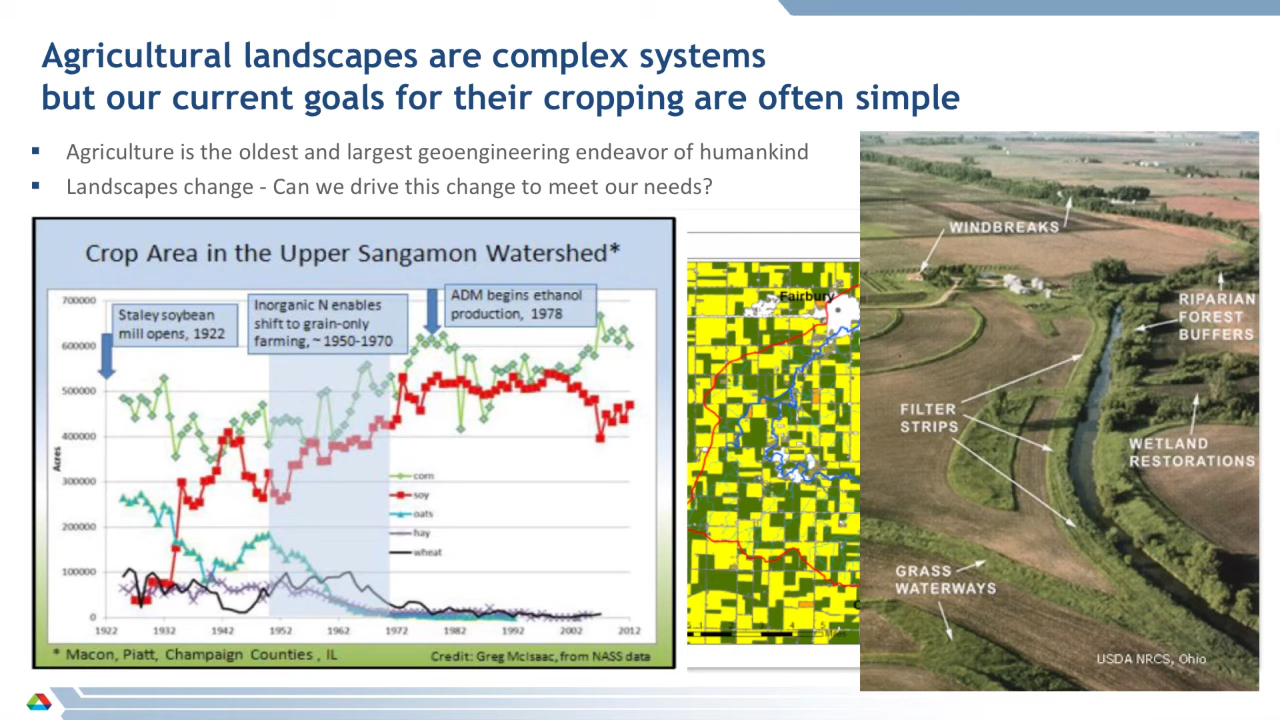 Agricultural landscapes are complex systems
but our current goals for their cropping are often simple
▪ Agriculture is the oldest and largest geoengineering endeavor of humankind
▪ Landscapes change - Can we drive this change to meet our needs?
Crop Area in the Upper Sangamon Watershed*
700000
600000
500000
400000
300000
200000
100000
0
Acres
Staley soybean
mill opens, 1922
Inorganic N enables
shift to grain-only
farming, ~ 1950-1970
ADM begins ethanol
production, 1978
corn
soy
oats
hay
wheat
1922 1932 1942 1952 1962 1972 1982 1992 2002 2012
* Macon, Piatt, Champaign Counties , IL
Credit: Greg McIsaac, from NASS data
Fairbury
WINDBREAKS
RIPARIAN
FOREST
BUFFERS
FILTER
STRIPS
WETLAND
RESTORATIONS
GRASS
WATERWAYS
USDA NRCS, Ohio